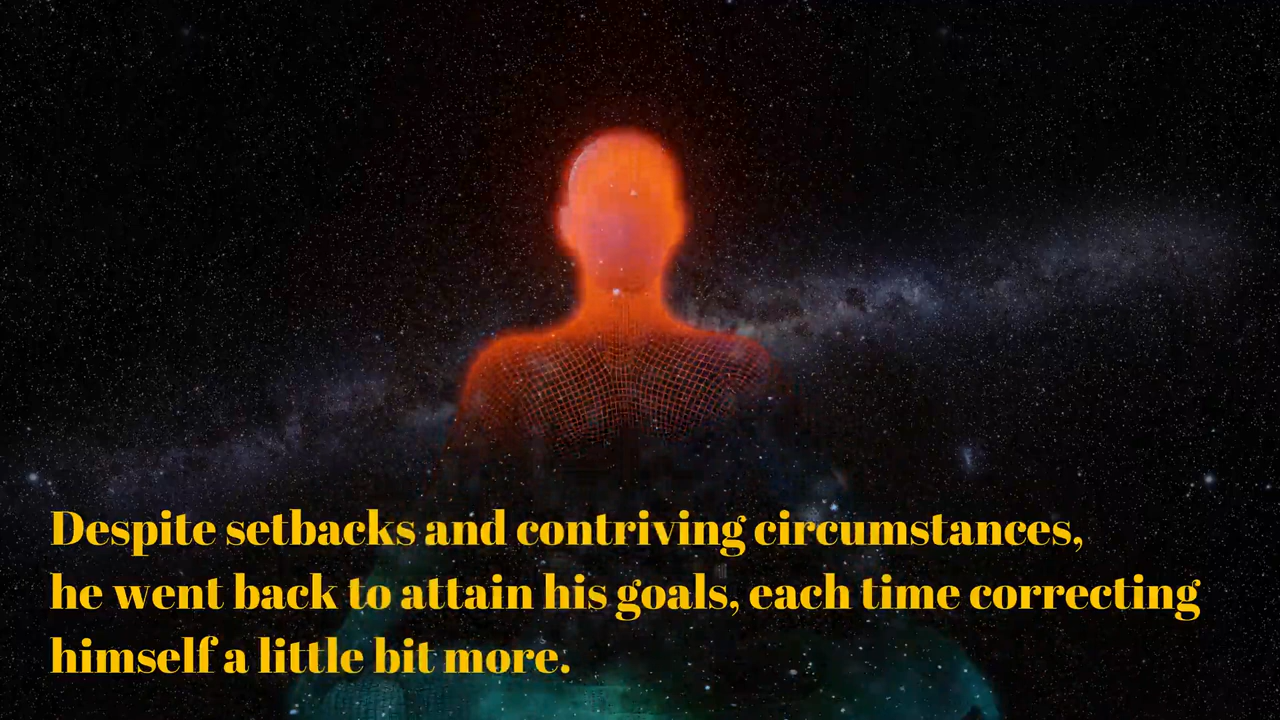 Despite setbacks and contriving circumstances,
he went back to attain his goals, each time correcting
himself a little bit more.